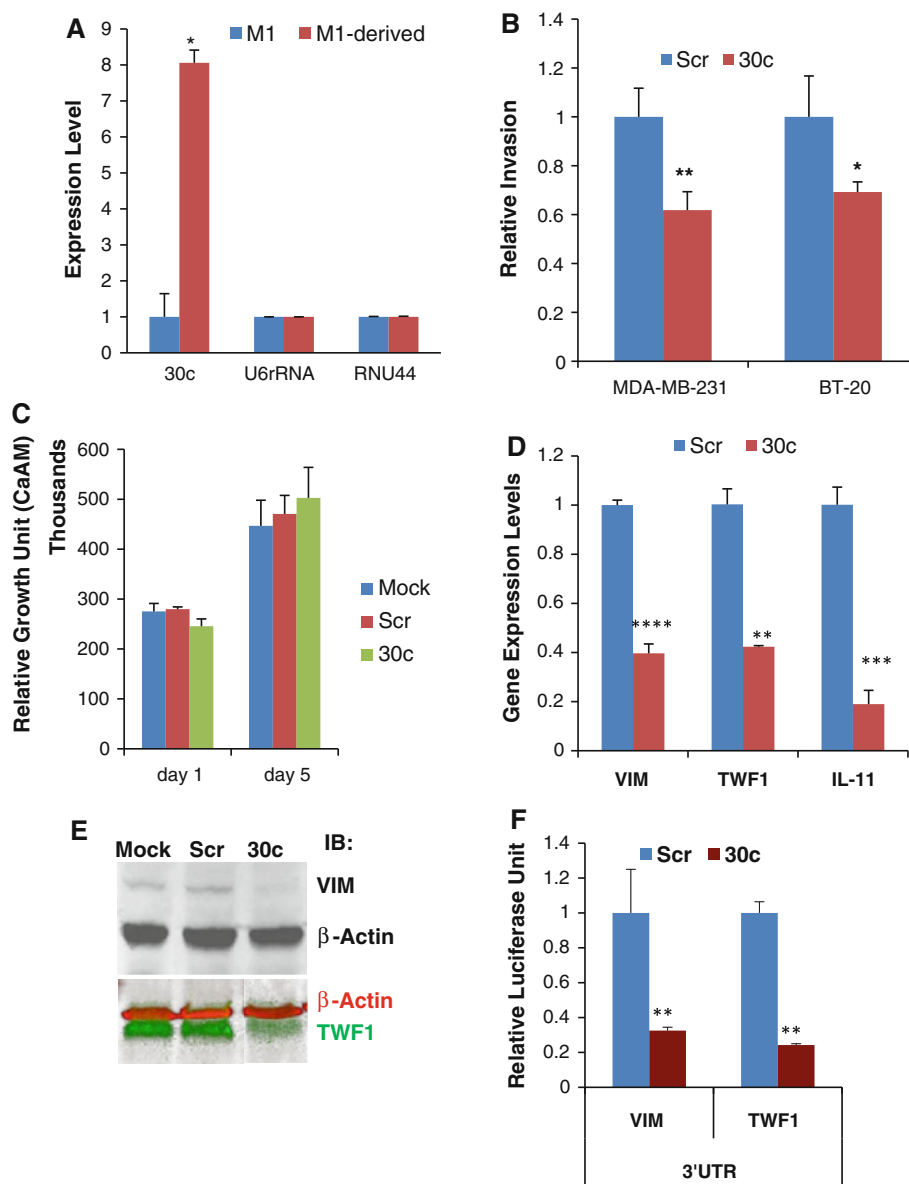 A
M1 M1-derived
Expression Level
9
8
7
6
5
4
3
2
1
0
*
30c U6rRNA RNU44
B
Scr 30c
Relative Invasion
1.4
1.2
1
0.8
0.6
0.4
0.2
0
** *
MDA-MB-231 BT-20
C
Relative Growth Unit (CaAM)
Thousands
600
500
400
300
200
100
0
Mock
Scr
30c
day 1 day 5
D
Scr 30c
Gene Expression Levels
1.2
1
0.8
0.6
0.4
0.2
0
**** ** ***
VIM TWF1 IL-11
E
Mock Scr 30c IB:
VIM
β-Actin
β-Actin
TWF1
F
Scr 30c
Relative Luciferase Unit
1.4
1.2
1
0.8
0.6
0.4
0.2
0
** **
VIM TWF1
3'UTR